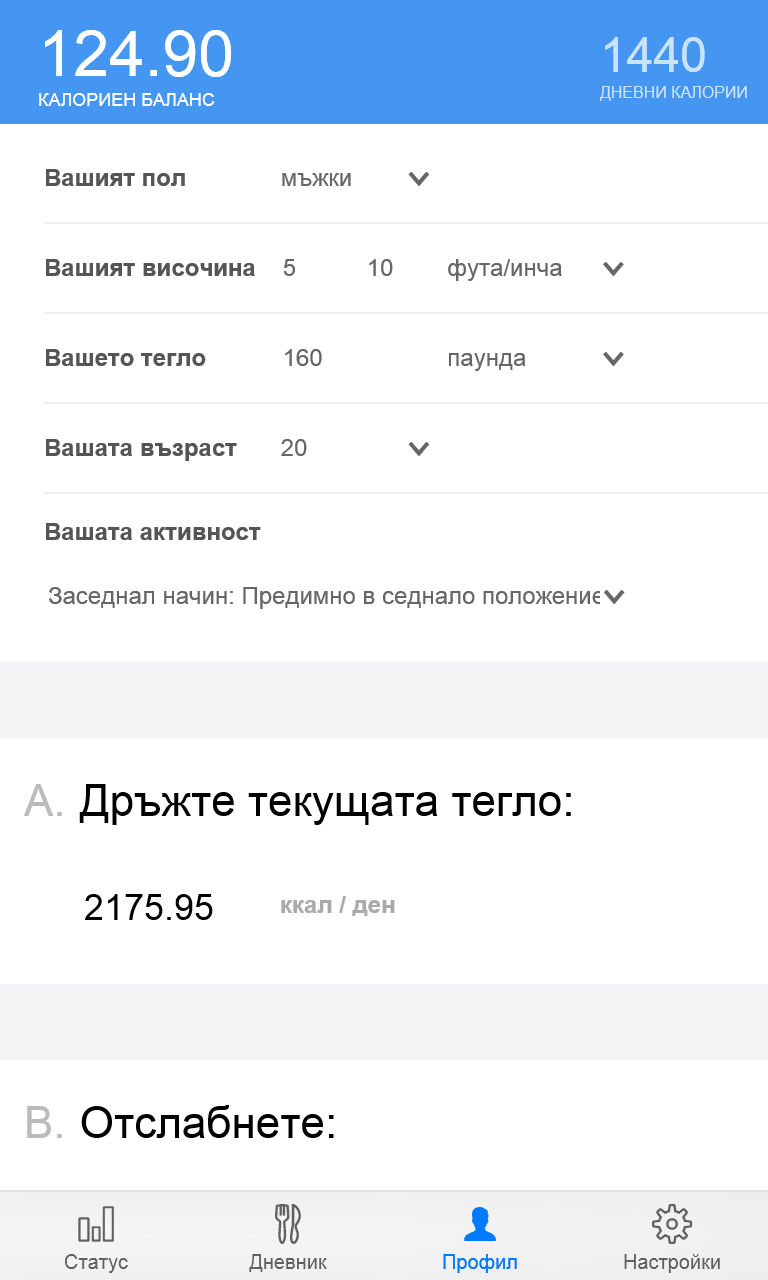 124.90
1440
КАЛОРИЕН БАЛАНС
ДНЕВНИ КАЛОРИИ
Вашият пол мъжки
Вашият височина 5 10 фута/инча
Вашето тегло 160 паунда
Вашата възраст 20
Вашата активност
Заседнал начин: Предимно в седнало положение
A. Дръжте текущата тегло:
2175.95 ккал / ден
B. Отслабнете:
Статус Дневник Профил Настройки